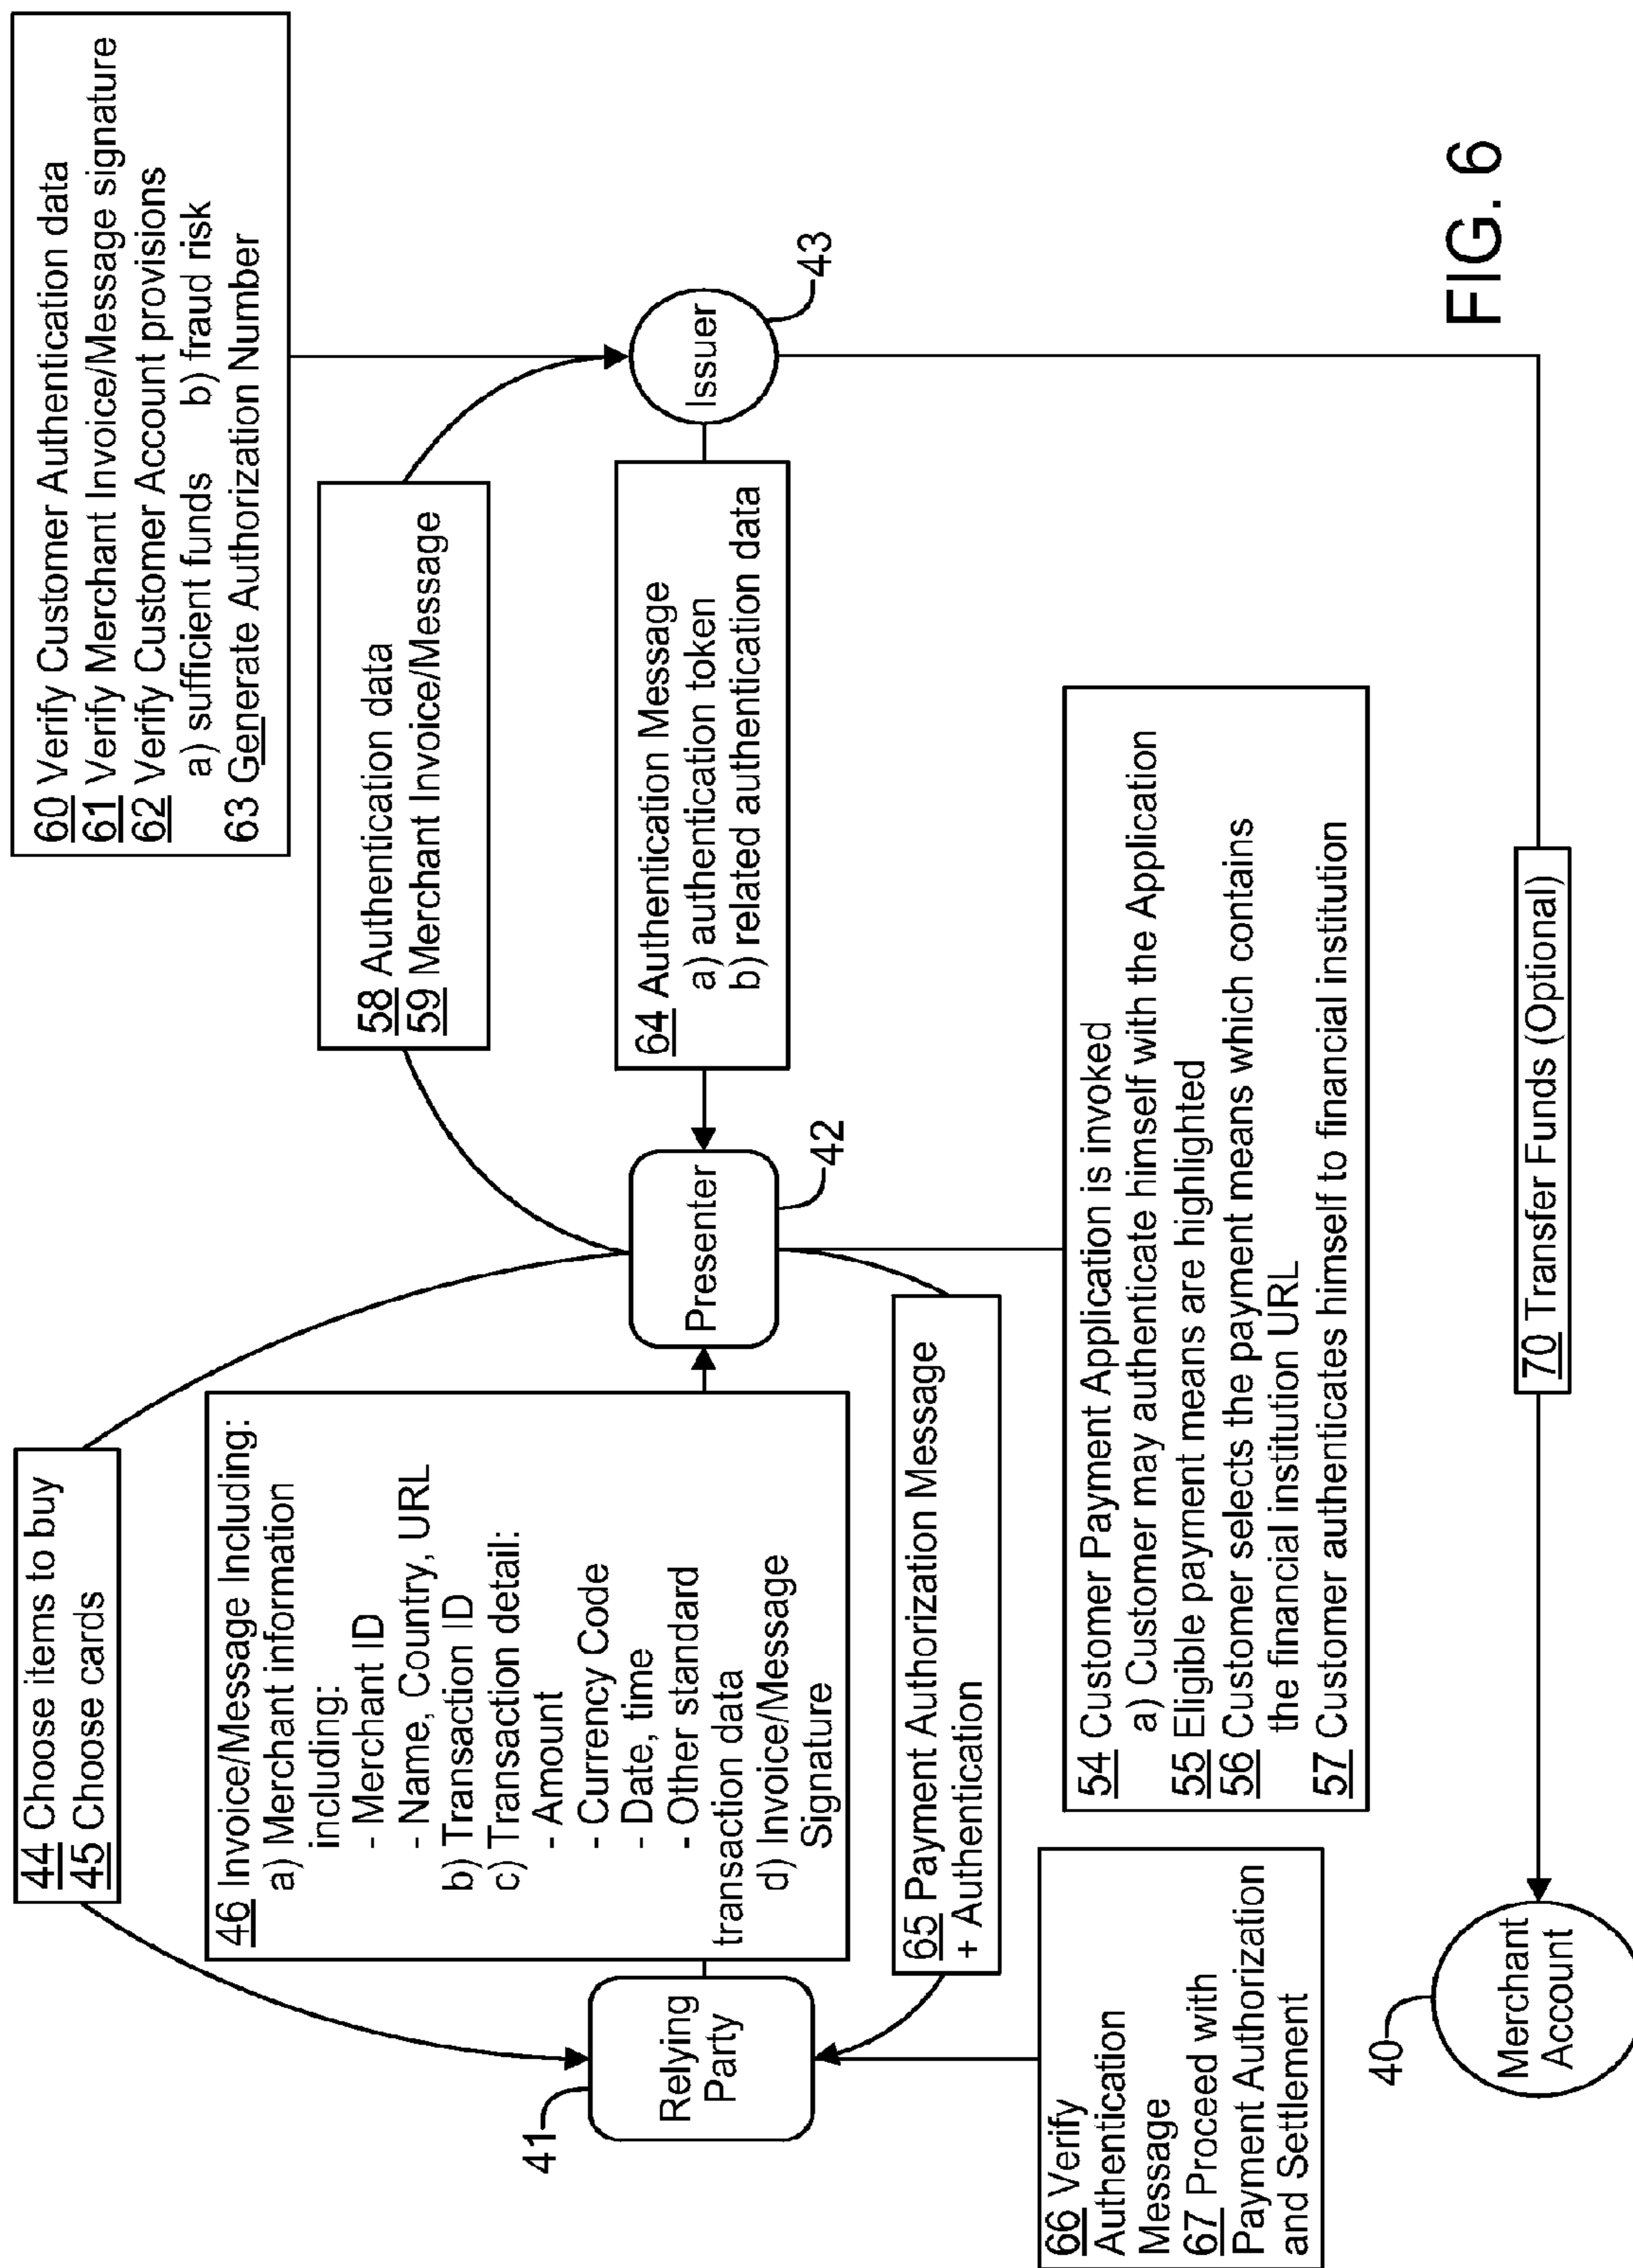 44 Choose items to buy
45 Choose cards
46 Invoice/Message Including:
a) Merchant information
including:
- Merchant ID
- Name, Country, URL
b) Transaction ID
c) Transaction detail:
- Amount
- Currency Code
- Date, time
- Other standard
transaction data
d) Invoice/Message
Signature
41
Relying
Party
65 Payment Authorization Message
+ Authentication
66 Verify
Authentication
Message
67 Proceed with
Payment Authorization
and Settlement
Presenter
42
58 Authentication data
59 Merchant Invoice/Message
60 Verify Customer Authentication data
61 Verify Merchant Invoice/Message signature
62 Verify Customer Account provisions
a) sufficient funds b) fraud risk
63 Generate Authorization Number
64 Authentication Message
a) authentication token
b) related authentication data
Issuer
43
54 Customer Payment Application is invoked
a) Customer may authenticate himself with the Application
55 Eligible payment means are highlighted
56 Customer selects the payment means which contains
the financial institution URL
57 Customer authenticates himself to financial institution
40
Merchant
Account
70 Transfer Funds (Optional)
FIG. 6